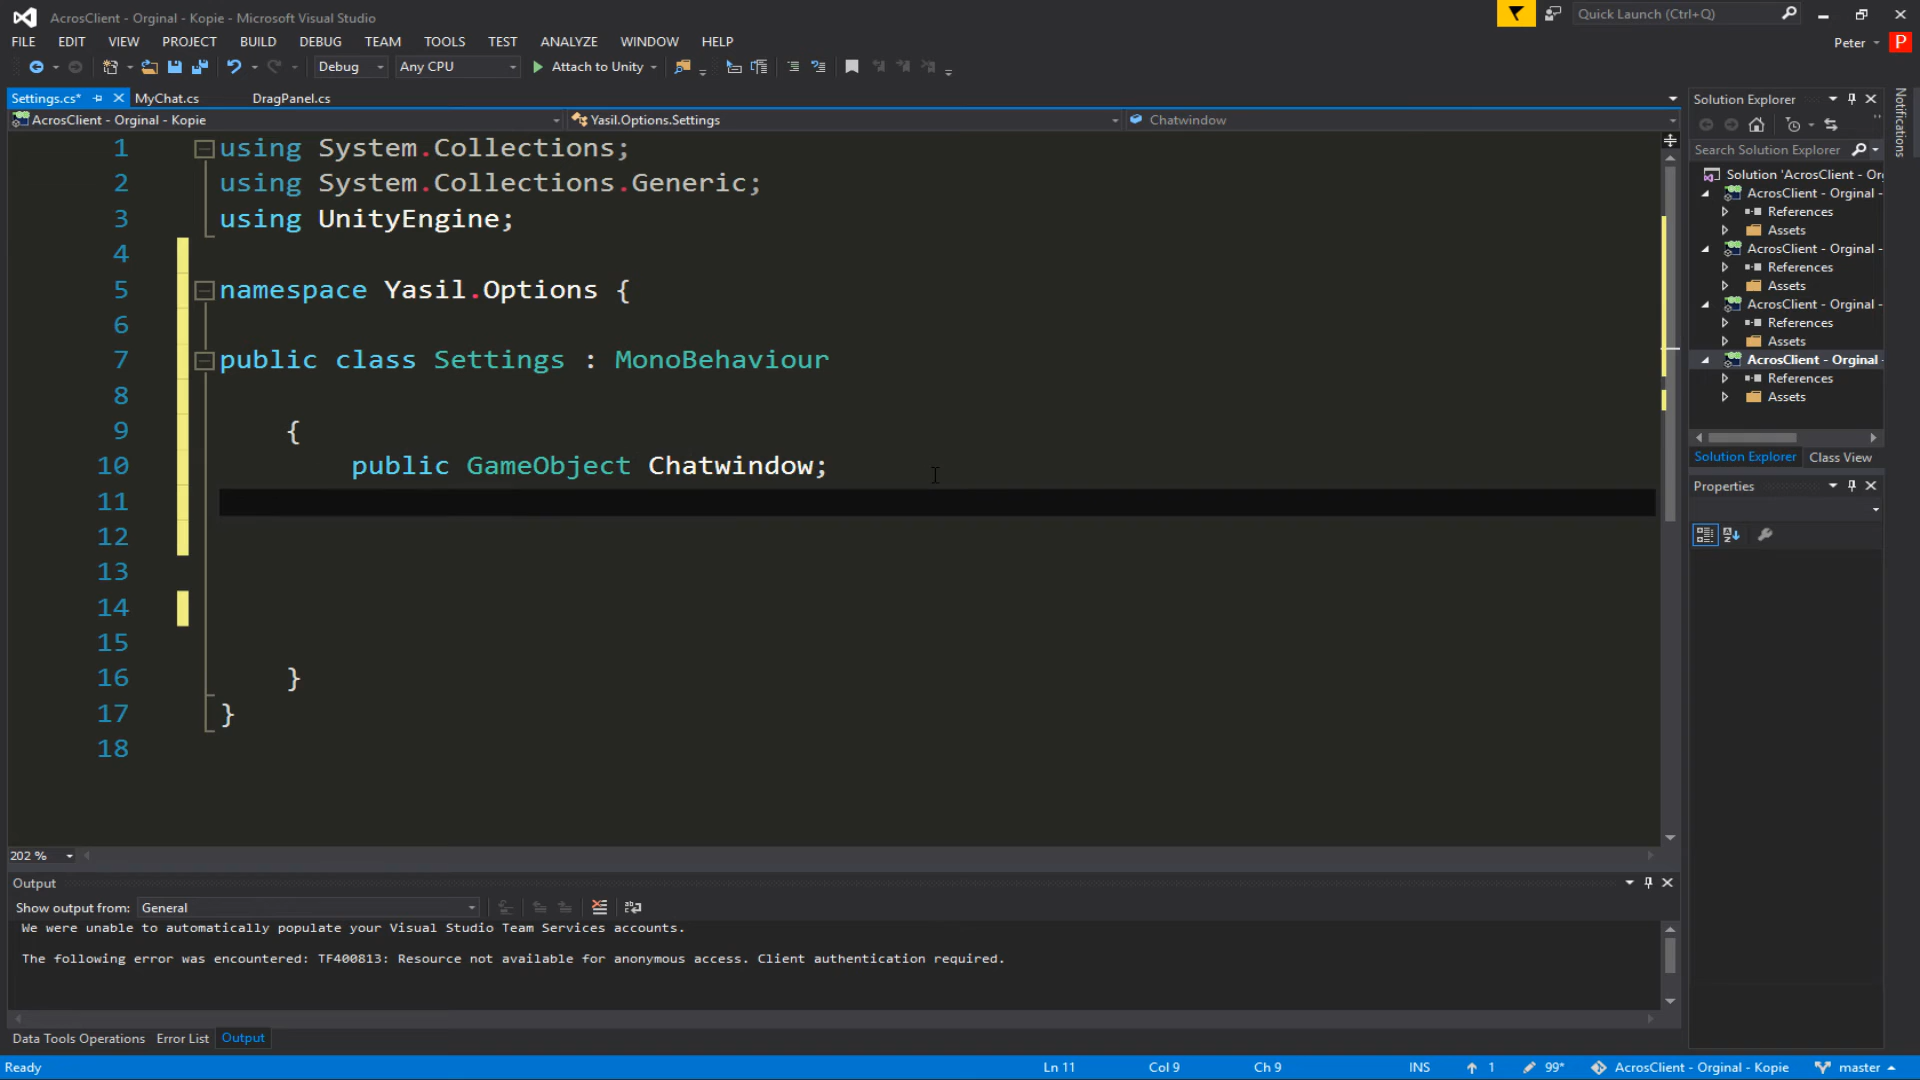 AcrosClient - Orginal - Kopie - Microsoft Visual Studio
Quick Launch (Ctrl+Q)
FILE EDIT VIEW PROJECT BUILD DEBUG TEAM TOOLS TEST ANALYZE WINDOW HELP
Peter P
Debug Any CPU Attach to Unity
Settings.cs* MyChat.cs DragPanel.cs
AcrosClient - Orginal - Kopie Yasil.Options.Settings Chatwindow
1 using System.Collections;
2 using System.Collections.Generic;
3 using UnityEngine;
4
5 namespace Yasil.Options {
6
7 public class Settings : MonoBehaviour
8
9 {
10 public GameObject Chatwindow;
11
12
13
14
15
16 }
17 }
18
202 %
Solution Explorer
Search Solution Explorer
Solution 'AcrosClient - Or
AcrosClient - Orginal -
References
Assets
AcrosClient - Orginal -
References
Assets
AcrosClient - Orginal -
References
Assets
AcrosClient - Orginal -
References
Assets
Solution Explorer Class View
Properties
Notifications
Output
Show output from: General
We were unable to automatically populate your Visual Studio Team Services accounts.
The following error was encountered: TF400813: Resource not available for anonymous access. Client authentication required.
Data Tools Operations Error List Output
Ready Ln 11 Col 9 Ch 9 INS 1 99* AcrosClient - Orginal - Kopie master